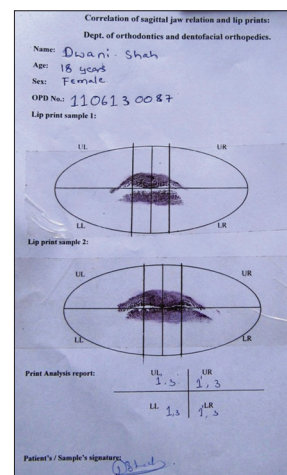 Correlation of sagittal jaw relation and lip prints:
Dept. of orthodontics and dentofacial orthopedics.
Name: Dwani. Shah
Age: 18 years
Sex: Female
OPD No.: 1106130087
Lip print sample 1:
UL UR
LL LR
Lip print sample 2:
UL UR
LL LR
Print Analysis report: UL, UR
1, 3 1', 3
LL 1,3 LR 1', 3
Patient's / Sample's signature: